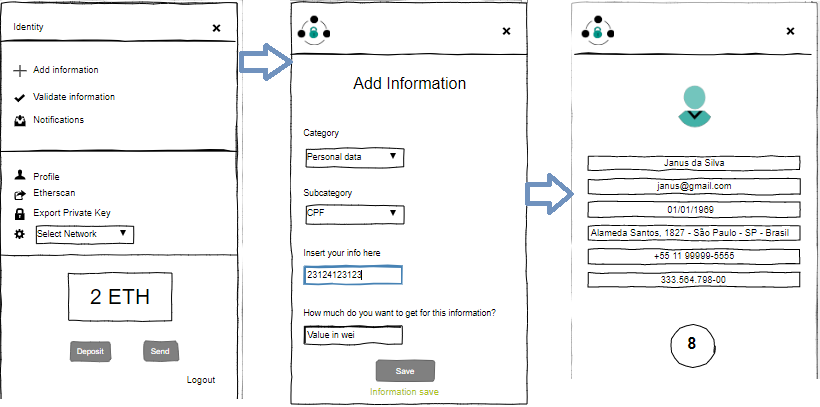 Identity
Add information
Validate information
Notifications
Profile
Etherscan
Export Private Key
Select Network
2 ETH
Deposit
Send
Logout
Add Information
Category
Personal data
Subcategory
CPF
Insert your info here
23124123123
How much do you want to get for this information?
Value in wei
Save
Information save
Janus da Silva
janus@gmail.com
01/01/1969
Alameda Santos, 1827 - São Paulo - SP - Brasil
+55 11 99999-5555
333.564.798-00
8